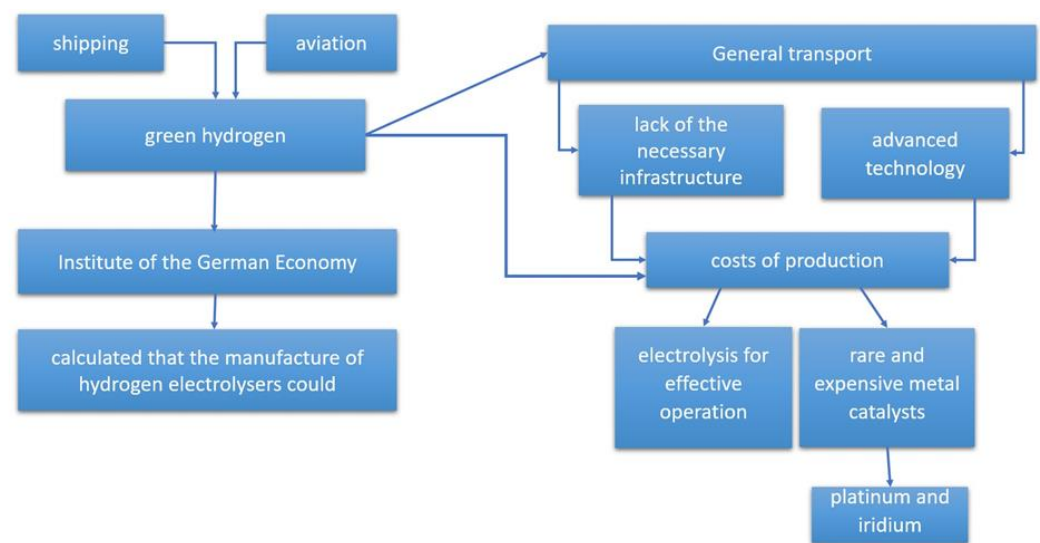 shipping
aviation
green hydrogen
Institute of the German Economy
calculated that the manufacture of
hydrogen electrolysers could
General transport
lack of the
necessary
infrastructure
advanced
technology
costs of production
electrolysis for
effective
operation
rare and
expensive metal
catalysts
platinum and
iridium